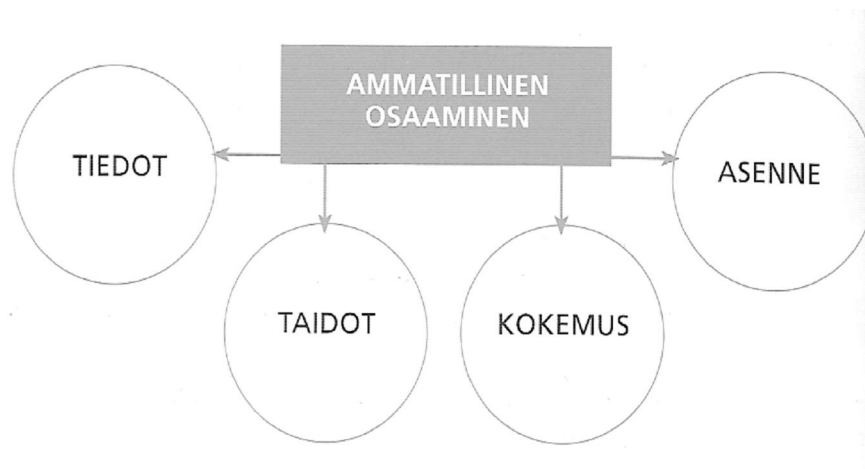 AMMATILLINEN
OSAAMINEN
TIEDOT
ASENNE
TAIDOT
KOKEMUS